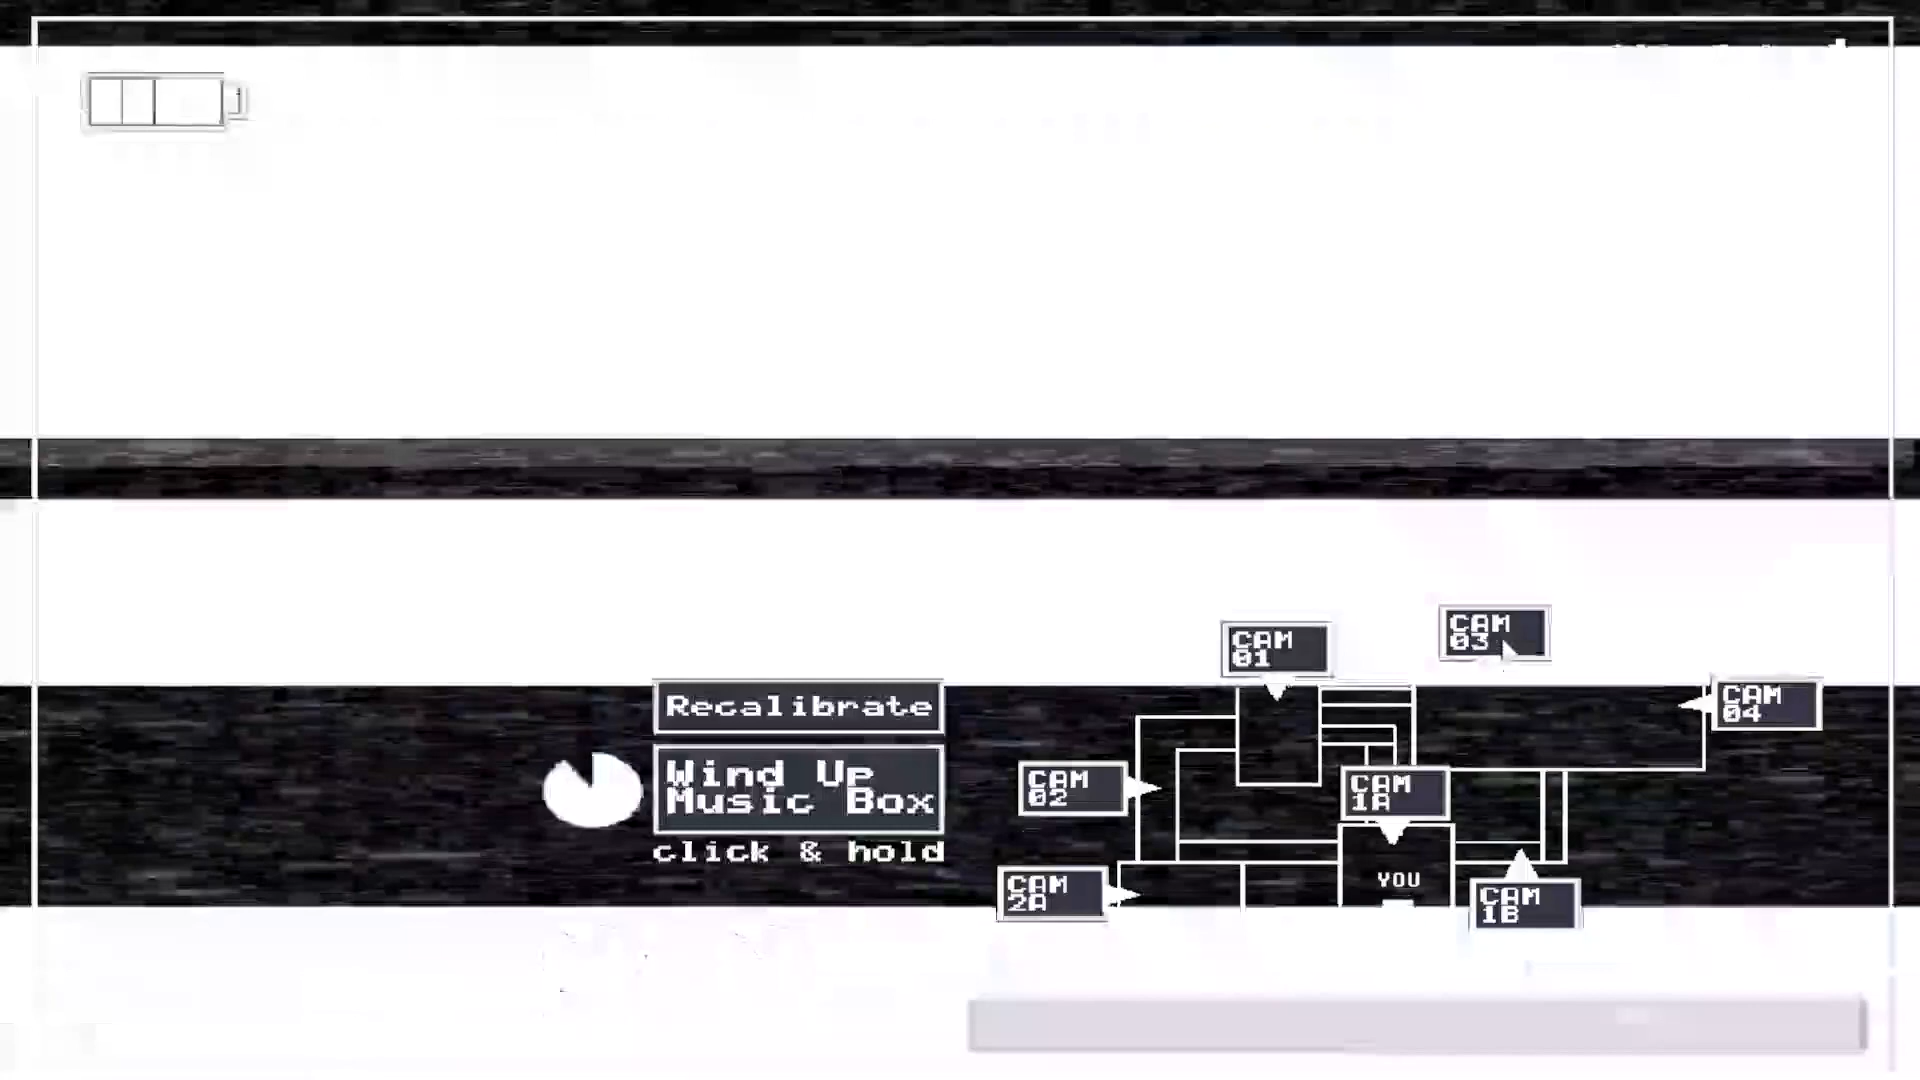 CAM
01
CAM
03
CAM
04
Recalibrate
Wind Up
Music Box
click & hold
CAM
02
CAM
1A
YOU
CAM
2A
CAM
1B